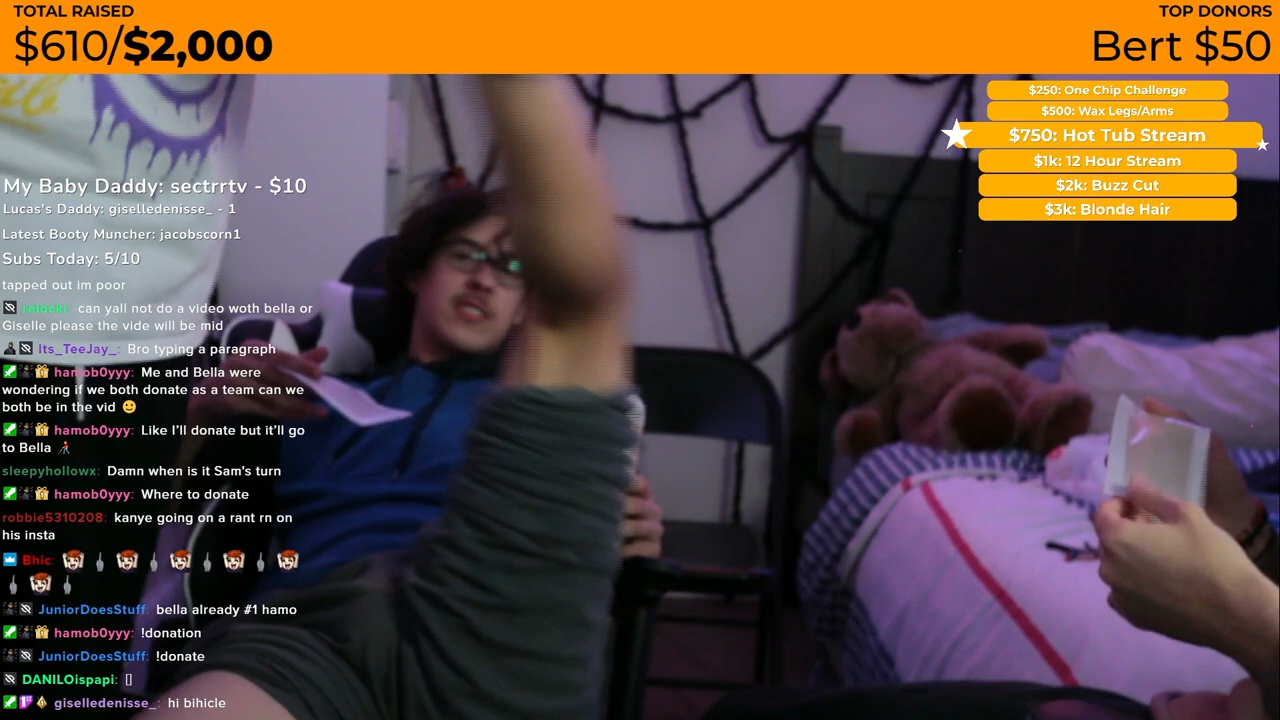 TOTAL RAISED
$610/$2,000
TOP DONORS
Bert $50
$250: One Chip Challenge
$500: Wax Legs/Arms
$750: Hot Tub Stream
$1k: 12 Hour Stream
$2k: Buzz Cut
$3k: Blonde Hair
My Baby Daddy: sectrrtv - $10
Lucas's Daddy: giselledenisse_ - 1
Latest Booty Muncher: jacobscorn1
Subs Today: 5/10
tapped out im poor
can yall not do a video woth bella or
Giselle please the vide will be mid
Its_TeeJay_: Bro typing a paragraph
hamob0yyy: Me and Bella were
wondering if we both donate as a team can we
both be in the vid 🙂
hamob0yyy: Like I'll donate but it'll go
to Bella
sleepyhollowx: Damn when is it Sam's turn
hamob0yyy: Where to donate
robbie5310208: kanye going on a rant rn on
his insta
Bhic:
JuniorDoesStuff: bella already #1 hamo
hamob0yyy: !donation
JuniorDoesStuff: !donate
DANILOispapi: []
giselledenisse_: hi bihicle